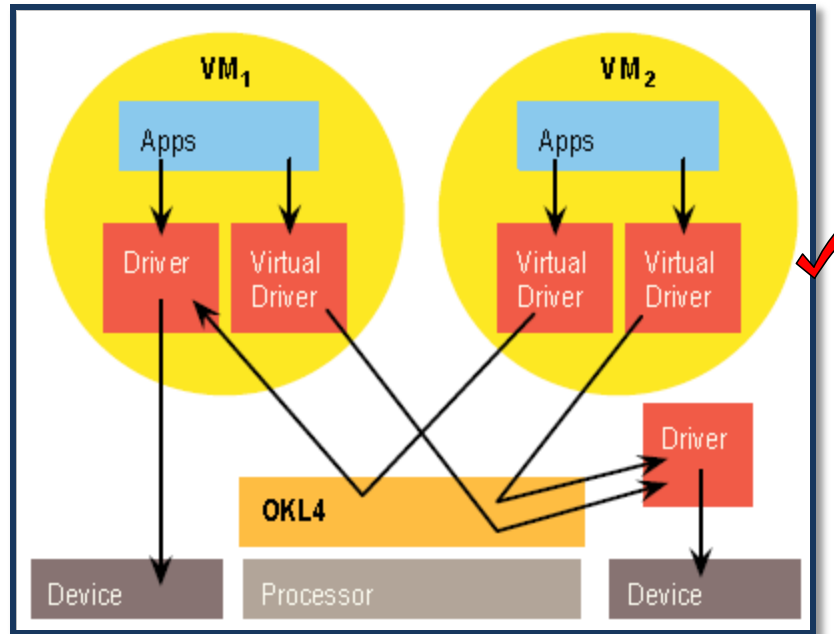 VM1
VM2
Apps
Apps
Driver
Virtual
Driver
Virtual
Driver
Virtual
Driver
Driver
OKL4
Device
Processor
Device